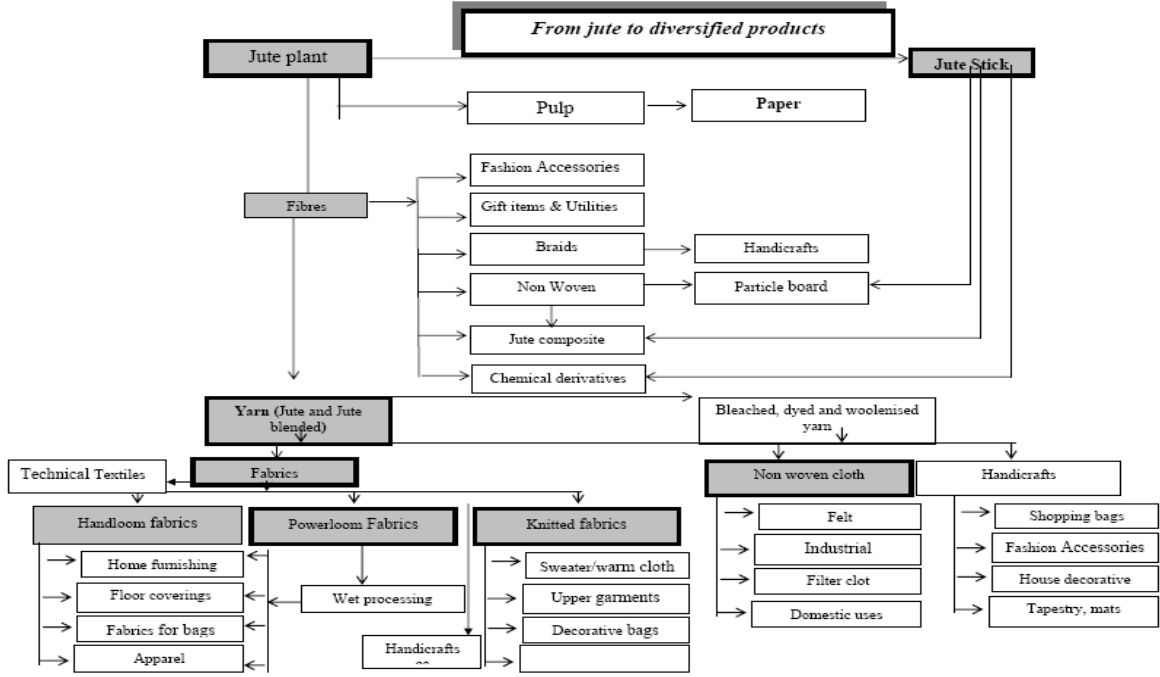 From jute to diversified products
Jute plant
Jute Stick
Pulp
Paper
Fashion Accessories
Fibres
Gift items & Utilities
Braids
Handicrafts
Non Woven
Particle board
Jute composite
Chemical derivatives
Yarn (Jute and Jute
blended)
Bleached, dyed and woolenised
yarn
Technical Textiles
Fabrics
Non woven cloth
Handicrafts
Handloom fabrics
Powerloom Fabrics
Knitted fabrics
Felt
Shopping bags
Home furnishing
Sweater/warm cloth
Industrial
Fashion Accessories
Floor coverings
Wet processing
Upper garments
Filter clot
House decorative
Fabrics for bags
Decorative bags
Domestic uses
Tapestry, mats
Handicrafts
Apparel